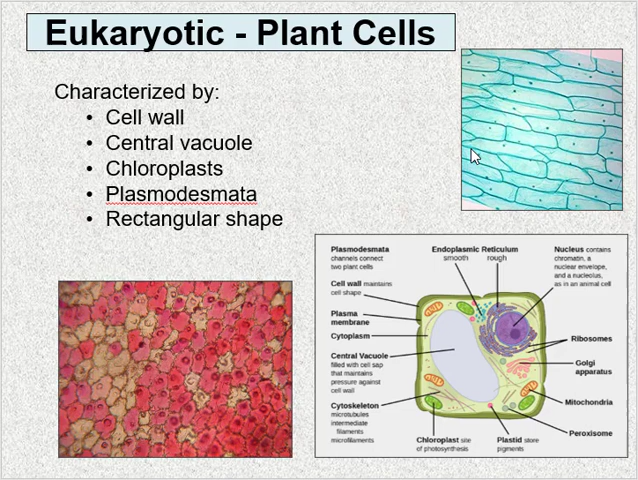 Eukaryotic - Plant Cells
Characterized by:
• Cell wall
• Central vacuole
• Chloroplasts
• Plasmodesmata
• Rectangular shape
Plasmodesmata
channels connect
two plant cells
Cell wall maintains
cell shape
Plasma
membrane
Cytoplasm
Central Vacuole
filled with cell sap
that maintains
pressure against
cell wall
Cytoskeleton
microtubules
intermediate
filaments
microfilaments
Endoplasmic Reticulum
smooth rough
Nucleus contains
chromatin, a
nuclear envelope,
and a nucleolus,
as in an animal cell
Ribosomes
Golgi
apparatus
Mitochondria
Peroxisome
Chloroplast site
of photosynthesis
Plastid store
pigments